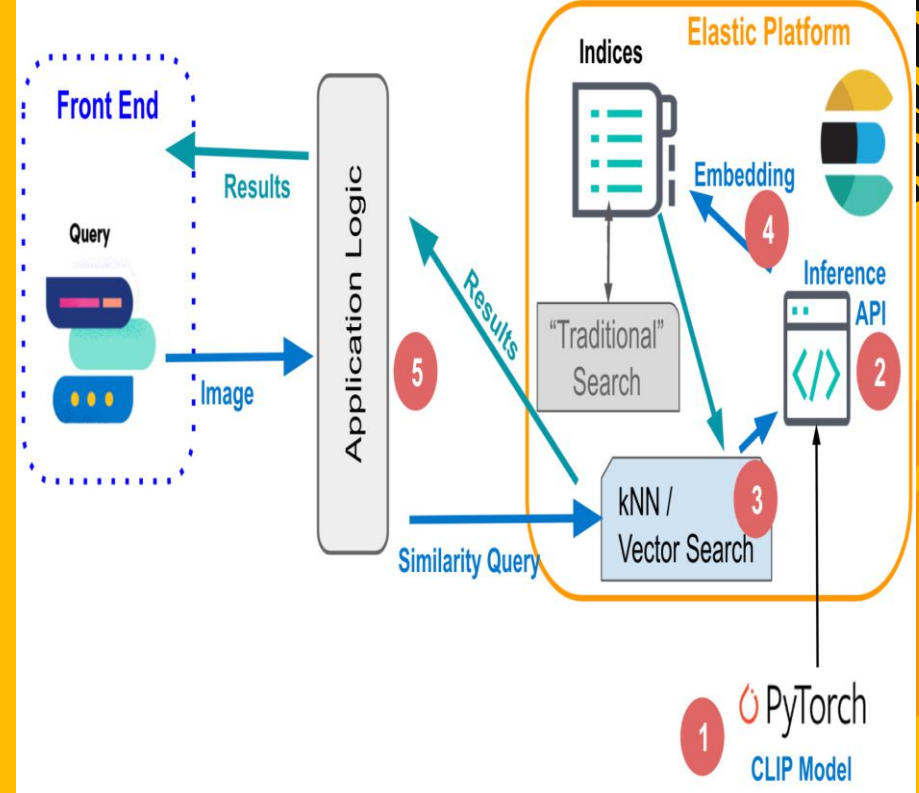 Elastic Platform
Indices
Front End
Results
Query
Image
Application Logic
5
Results
Similarity Query
"Traditional"
Search
Embedding
4
Inference
API
2
kNN /
Vector Search
3
1
PyTorch
CLIP Model